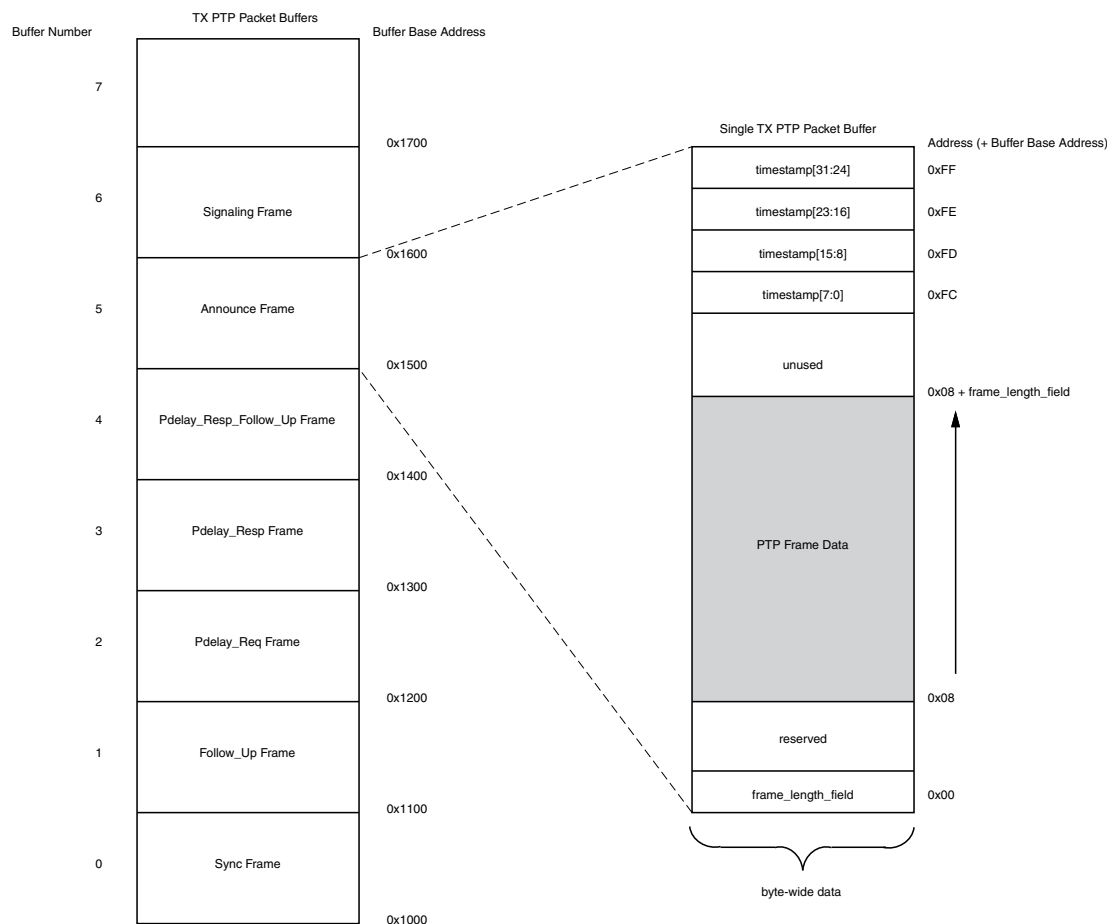 TX PTP Packet Buffers
Buffer Number
Buffer Base Address
7
0x1700
6
Signaling Frame
0x1600
5
Announce Frame
0x1500
4
Pdelay_Resp_Follow_Up Frame
0x1400
3
Pdelay_Resp Frame
0x1300
2
Pdelay_Req Frame
0x1200
1
Follow_Up Frame
0x1100
0
Sync Frame
0x1000
Single TX PTP Packet Buffer
Address (+ Buffer Base Address)
timestamp[31:24]
0xFF
timestamp[23:16]
0xFE
timestamp[15:8]
0xFD
timestamp[7:0]
0xFC
unused
0x08 + frame_length_field
PTP Frame Data
0x08
reserved
frame_length_field
0x00
byte-wide data